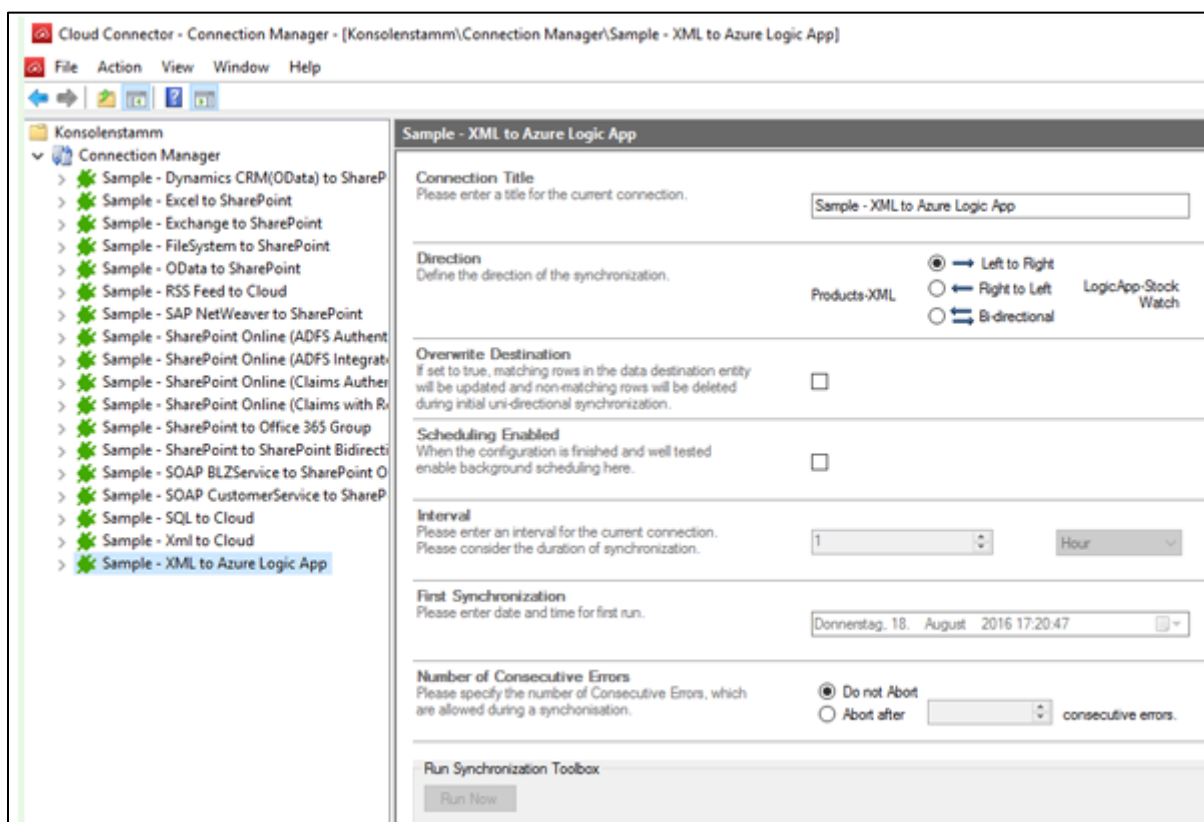 Cloud Connector - Connection Manager - [Konsolenstamm\Connection Manager\Sample - XML to Azure Logic App]
File Action View Window Help
Konsolenstamm
Connection Manager
Sample - Dynamics CRM(OData) to ShareP
Sample - Excel to SharePoint
Sample - Exchange to SharePoint
Sample - FileSystem to SharePoint
Sample - OData to SharePoint
Sample - RSS Feed to Cloud
Sample - SAP NetWeaver to SharePoint
Sample - SharePoint Online (ADFS Authent
Sample - SharePoint Online (ADFS Integrat
Sample - SharePoint Online (Claims Auther
Sample - SharePoint Online (Claims with R
Sample - SharePoint to Office 365 Group
Sample - SharePoint to SharePoint Bidirecti
Sample - SOAP BLZService to SharePoint O
Sample - SOAP CustomerService to ShareP
Sample - SQL to Cloud
Sample - Xml to Cloud
Sample - XML to Azure Logic App
Sample - XML to Azure Logic App
Connection Title
Please enter a title for the current connection.
Sample - XML to Azure Logic App
Direction
Define the direction of the synchronization.
Products-XML
Left to Right
Right to Left
Bi-directional
LogicApp-Stock
Watch
Overwrite Destination
If set to true, matching rows in the data destination entity
will be updated and non-matching rows will be deleted
during initial uni-directional synchronization.
Scheduling Enabled
When the configuration is finished and well tested
enable background scheduling here.
Interval
Please enter an interval for the current connection.
Please consider the duration of synchronization.
1
Hour
First Synchronization
Please enter date and time for first run.
Donnerstag, 18. August 2016 17:20:47
Number of Consecutive Errors
Please specify the number of Consecutive Errors, which
are allowed during a synchonisation.
Do not Abort
Abort after
consecutive errors.
Run Synchronization Toolbox
Run Now